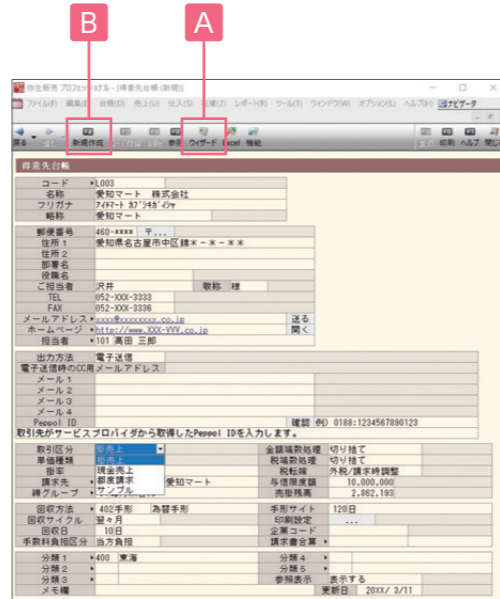 B A
弥生販売 プロフェッショナル - [得意先台帳 (新規)]
ファイル(F) 編集(E) 台帳(D) 売上(U) 仕入(S) 在庫(Z) レポート(R) ツール(T) ウインドウ(W) オプション(L) ヘルプ(H) ナビゲータ
戻る 新規作成 参照 ウィザード Excel 機能 印刷 ヘルプ 閉じ
得意先台帳
コード L003
名称 愛知マート 株式会社
フリガナ アイチマート カブシキガイシャ
略称 愛知マート
郵便番号 460-**** 〒...
住所1 愛知県名古屋市中区錦*-*-**
住所2
部署名
役職名
ご担当者 沢井 敬称 様
TEL 052-XXX-3333
FAX 052-XXX-3336
メールアドレス xxxx@xxxxxxxx.co.jp 送る
ホームページ http://www.XXX-VVV.co.jp 開く
担当者 101 高田 三郎
出力方法 電子送信
電子送信時のCC用メールアドレス
メール1
メール2
メール3
メール4
Peppol ID 確認 例) 0188:1234567890123
取引先がサービスプロバイダから取得したPeppol IDを入力します。
取引区分 掛売上 金額端数処理 切り捨て
単価種類 掛売上 税端数処理 切り捨て
掛率 現金売上 税転嫁 外税/請求時調整
請求先 都度請求 愛知マート 与信限度額 10,000,000
締グループ サンプル 売掛残高 2,862,193
回収方法 402手形 為替手形 手形サイト 120日
回収サイクル 翌々月 印刷設定 ...
回収日 10日 企業コード
手数料負担区分 当方負担 請求書合算
分類1 400 東海 分類4
分類2 分類5
分類3 参照表示 表示する
メモ欄 更新日 20XX/ 3/11